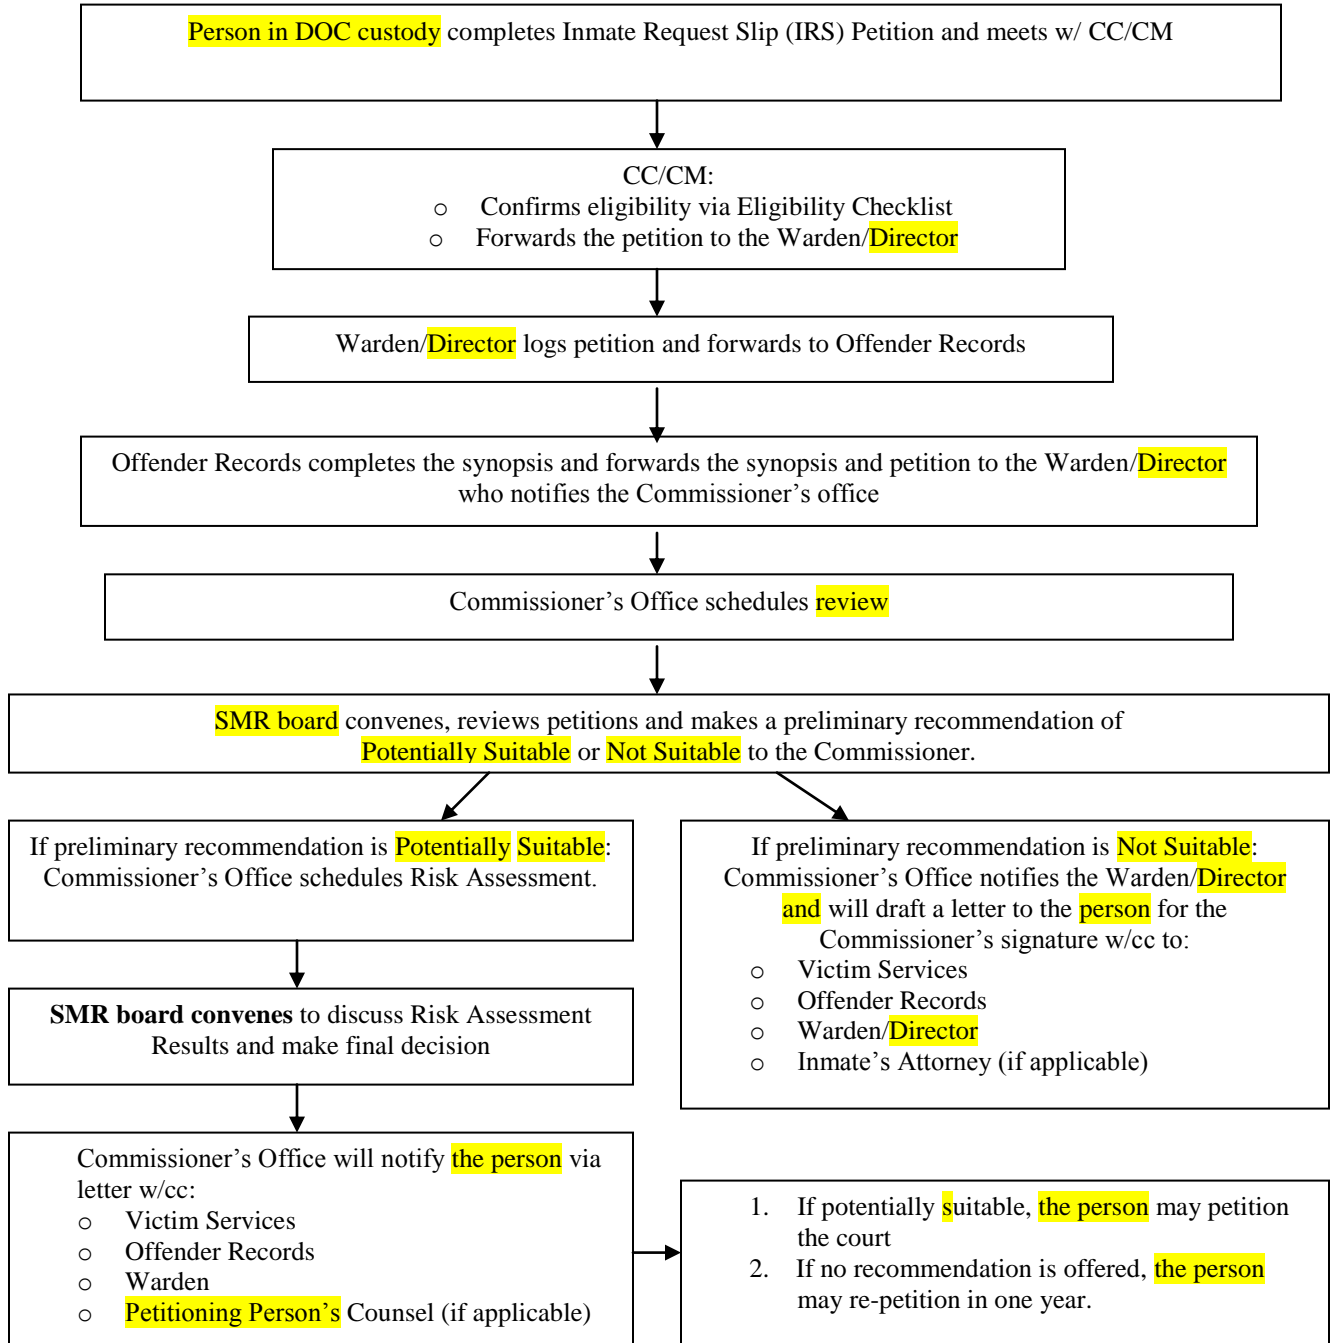 Person in DOC custody completes Inmate Request Slip (IRS) Petition and meets w/ CC/CM
CC/CM:
o Confirms eligibility via Eligibility Checklist
o Forwards the petition to the Warden/Director
Warden/Director logs petition and forwards to Offender Records
Offender Records completes the synopsis and forwards the synopsis and petition to the Warden/Director
who notifies the Commissioner’s office
Commissioner’s Office schedules review
SMR board convenes, reviews petitions and makes a preliminary recommendation of
Potentially Suitable or Not Suitable to the Commissioner.
If preliminary recommendation is Potentially Suitable:
Commissioner’s Office schedules Risk Assessment.
SMR board convenes to discuss Risk Assessment
Results and make final decision
Commissioner’s Office will notify the person via
letter w/cc:
o Victim Services
o Offender Records
o Warden
o Petitioning Person’s Counsel (if applicable)
If preliminary recommendation is Not Suitable:
Commissioner’s Office notifies the Warden/Director
and will draft a letter to the person for the
Commissioner’s signature w/cc to:
o Victim Services
o Offender Records
o Warden/Director
o Inmate’s Attorney (if applicable)
1. If potentially suitable, the person may petition
the court
2. If no recommendation is offered, the person
may re-petition in one year.